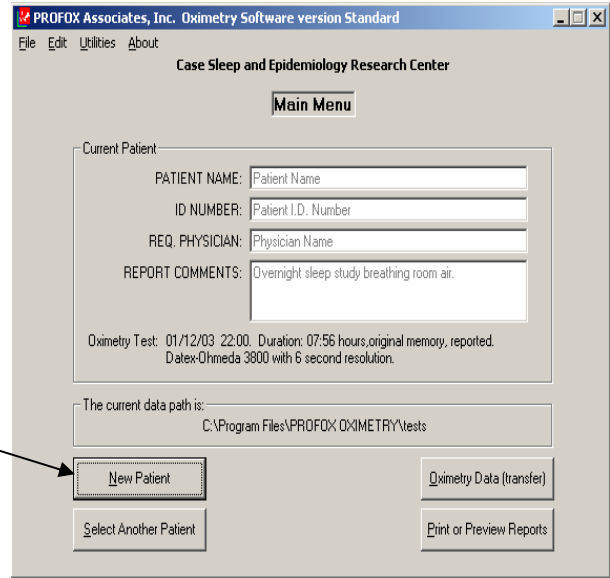 PROFOX Associates, Inc. Oximetry Software version Standard
File Edit Utilities About
Case Sleep and Epidemiology Research Center
Main Menu
Current Patient
PATIENT NAME: Patient Name
ID NUMBER: Patient I.D. Number
REQ. PHYSICIAN: Physician Name
REPORT COMMENTS: Overnight sleep study breathing room air.
Oximetry Test: 01/12/03 22:00. Duration: 07:56 hours,original memory, reported.
Datex-Ohmeda 3800 with 6 second resolution.
The current data path is:
C:\Program Files\PROFOX OXIMETRY\tests
New Patient Oximetry Data (transfer)
Select Another Patient Print or Preview Reports